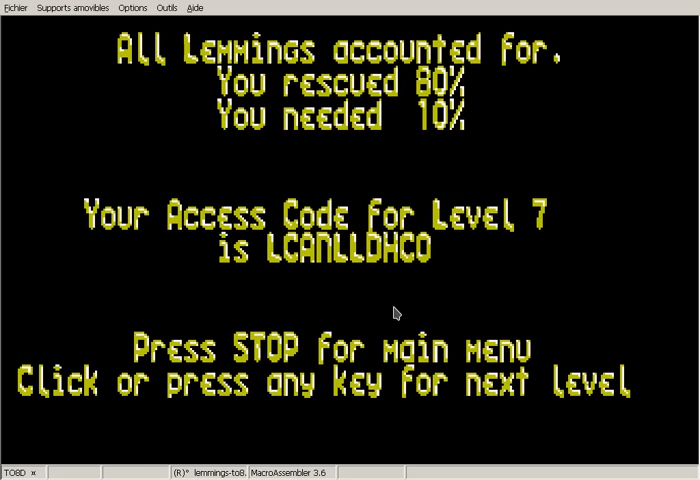 Fichier Supports amovibles Options Outils Aide
All Lemmings accounted for.
You rescued 80%
You needed 10%
Your Access Code for Level 7
is LCANLLDHCO
Press STOP for main menu
Click or press any key for next level
TO8D × (R)° lemmings-to8. MacroAssembler 3.6